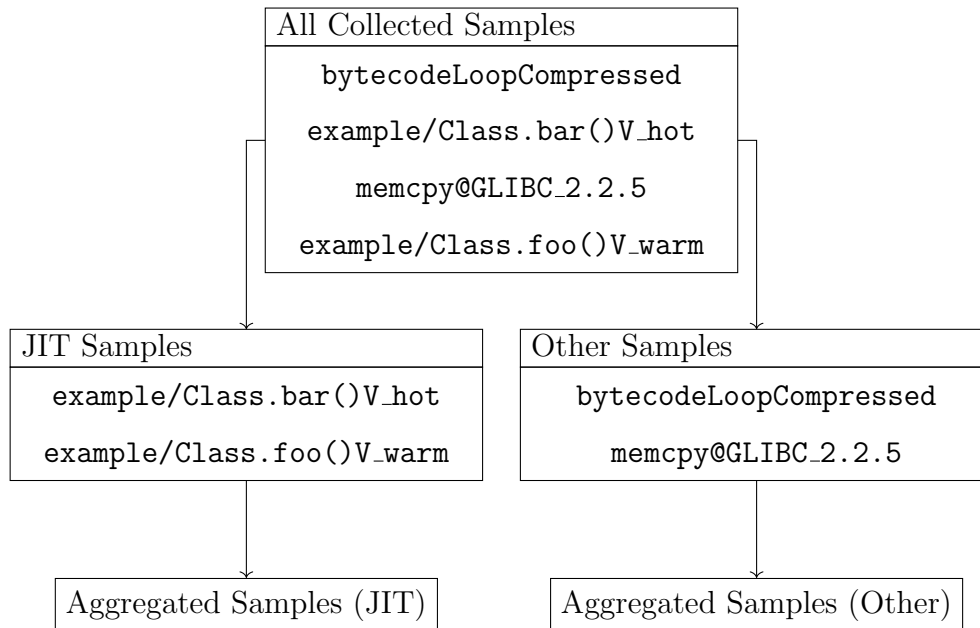 All Collected Samples
bytecodeLoopCompressed
example/Class.bar()V_hot
memcpy@GLIBC_2.2.5
example/Class.foo()V_warm
JIT Samples
example/Class.bar()V_hot
example/Class.foo()V_warm
Other Samples
bytecodeLoopCompressed
memcpy@GLIBC_2.2.5
Aggregated Samples (JIT)
Aggregated Samples (Other)